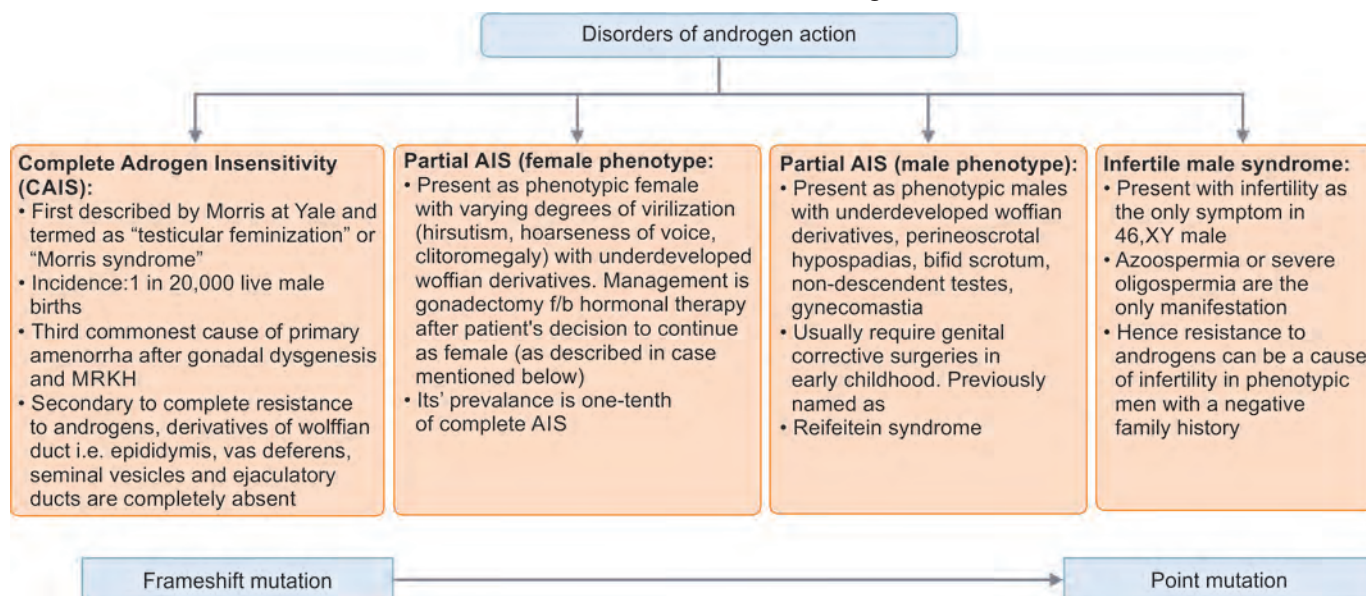 Disorders of androgen action
Complete Adrogen Insensitivity
(CAIS):
• First described by Morris at Yale and
termed as “testicular feminization” or
“Morris syndrome”
• Incidence:1 in 20,000 live male
births
• Third commonest cause of primary
amenorrha after gonadal dysgenesis
and MRKH
• Secondary to complete resistance
to androgens, derivatives of wolffian
duct i.e. epididymis, vas deferens,
seminal vesicles and ejaculatory
ducts are completely absent
Partial AIS (female phenotype:
• Present as phenotypic female
with varying degrees of virilization
(hirsutism, hoarseness of voice,
clitoromegaly) with underdeveloped
woffian derivatives. Management is
gonadectomy f/b hormonal therapy
after patient's decision to continue
as female (as described in case
mentioned below)
• Its’ prevalance is one-tenth
of complete AIS
Partial AIS (male phenotype):
• Present as phenotypic males
with underdeveloped woffian
derivatives, perineoscrotal
hypospadias, bifid scrotum,
non-descendent testes,
gynecomastia
• Usually require genital
corrective surgeries in
early childhood. Previously
named as
• Reifeitein syndrome
Infertile male syndrome:
• Present with infertility as
the only symptom in
46,XY male
• Azoospermia or severe
oligospermia are the
only manifestation
• Hence resistance to
androgens can be a cause
of infertility in phenotypic
men with a negative
family history
Frameshift mutation
Point mutation